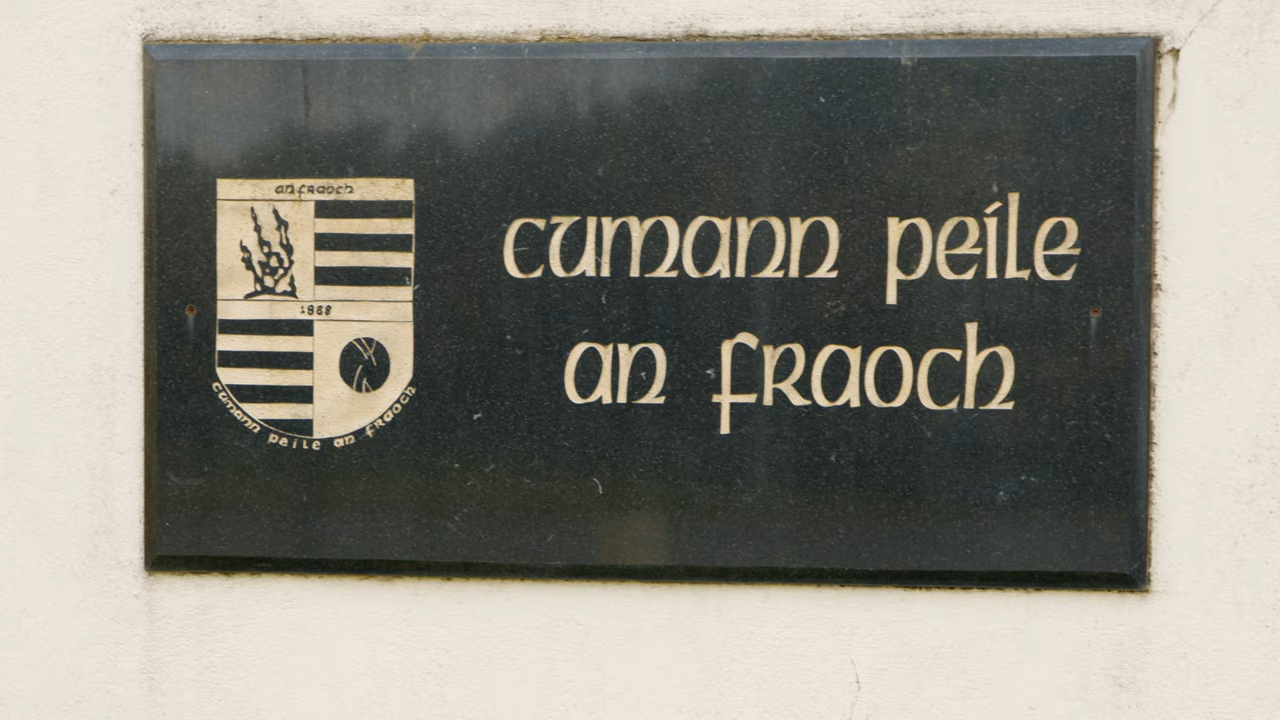 an fraoch
1868
cumann peile an fraoch
cumann peíle
an fraoch